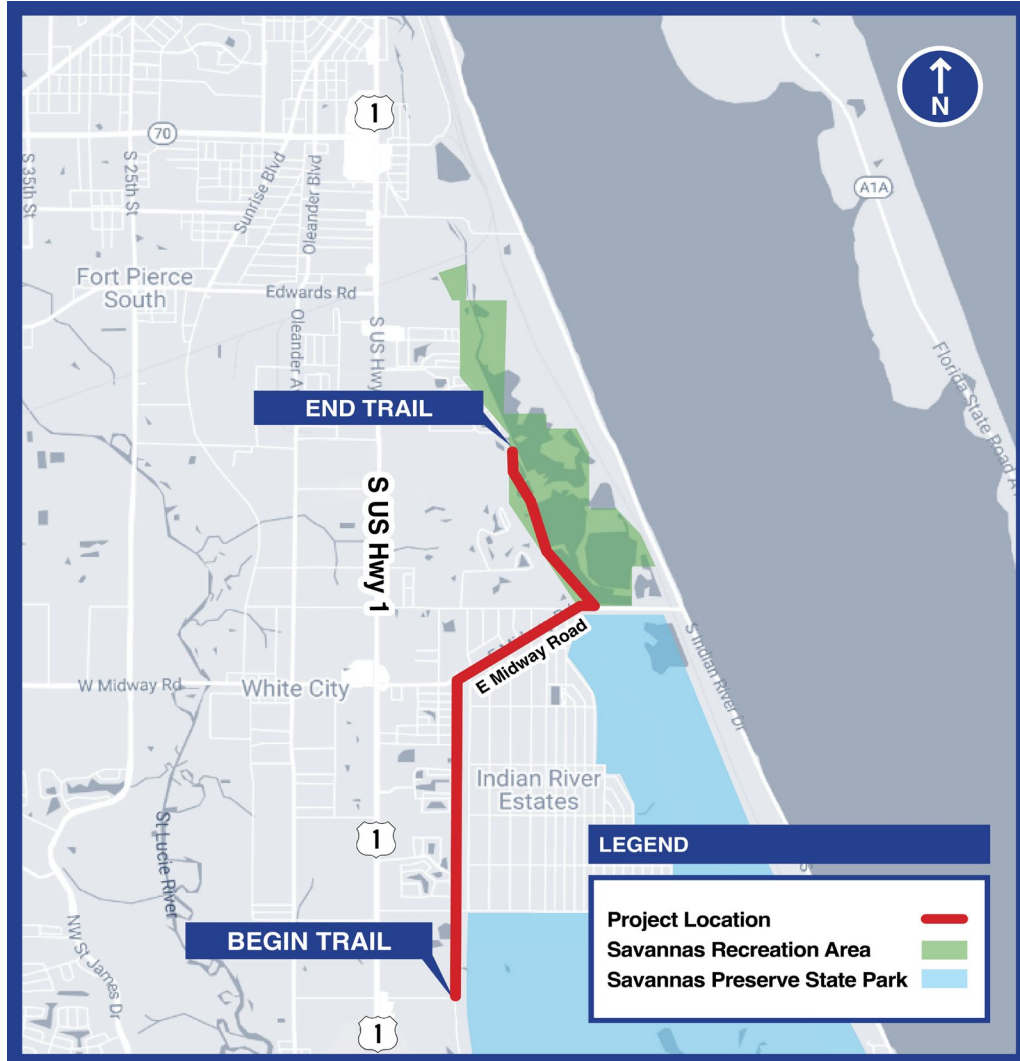 1
N
70
S 35th St
S 25th St
Sunrise Blvd
Oleander Blvd
A1A
Fort Pierce
South
Edwards Rd
Oleander Av
S US Hwy
Florida State Road A1
END TRAIL
S US Hwy 1
E Midway Road
S Indian River Dr
W Midway Rd
White City
Indian River
Estates
1
St Lucie River
NW St James Dr
BEGIN TRAIL
1
LEGEND
Project Location
Savannas Recreation Area
Savannas Preserve State Park